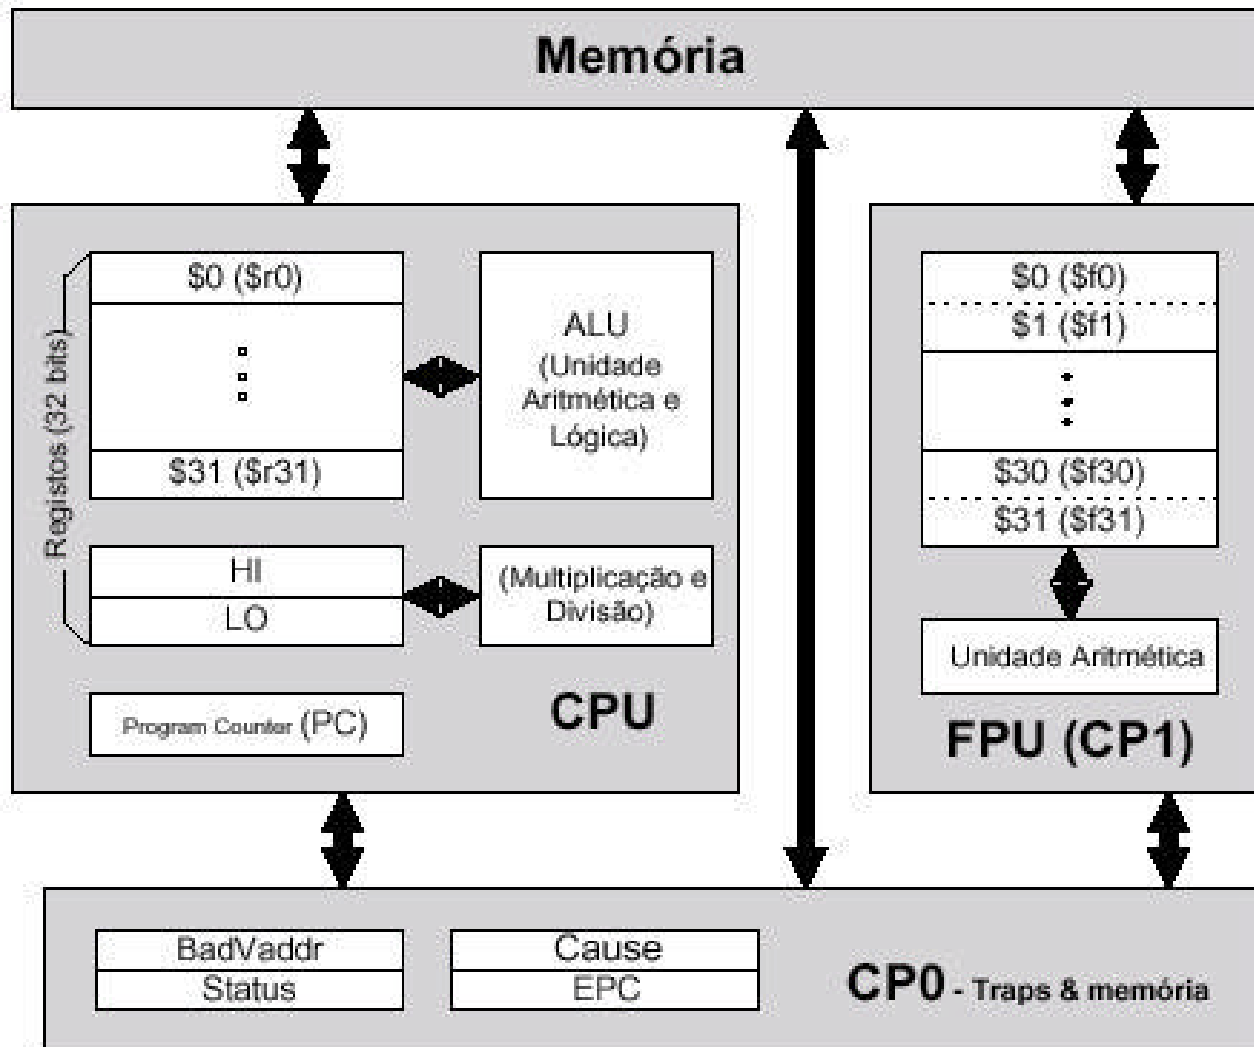 Memória
Registos (32 bits)
$0 ($r0)
$31 ($r31)
ALU
(Unidade
Aritmética e
Lógica)
HI
LO
(Multiplicação e
Divisão)
Program Counter (PC)
CPU
$0 ($f0)
$1 ($f1)
$30 ($f30)
$31 ($f31)
Unidade Aritmética
FPU (CP1)
BadVaddr
Status
Cause
EPC
CP0 - Traps & memória